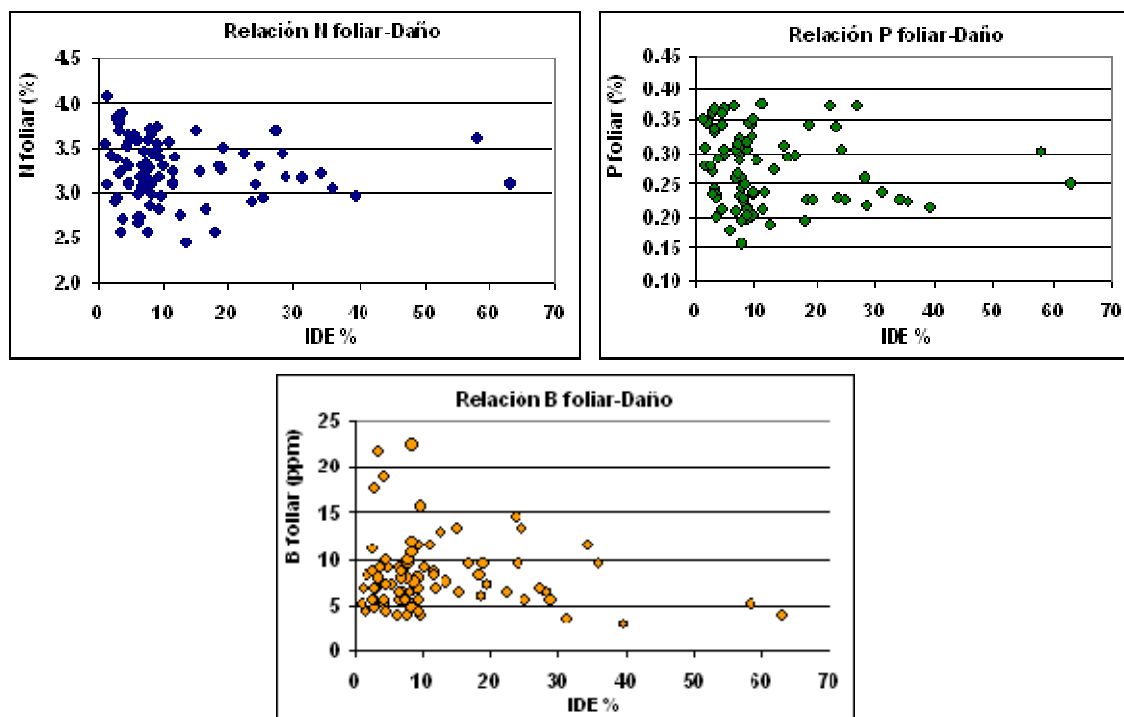 Relación N foliar-Daño
N foliar (%)
4.5
4.0
3.5
3.0
2.5
2.0
0 10 20 30 40 50 60 70
IDE %
Relación P foliar-Daño
P foliar (%)
0.45
0.40
0.35
0.30
0.25
0.20
0.15
0.10
0 10 20 30 40 50 60 70
IDE %
Relación B foliar-Daño
B foliar (ppm)
25
20
15
10
5
0
0 10 20 30 40 50 60 70
IDE %